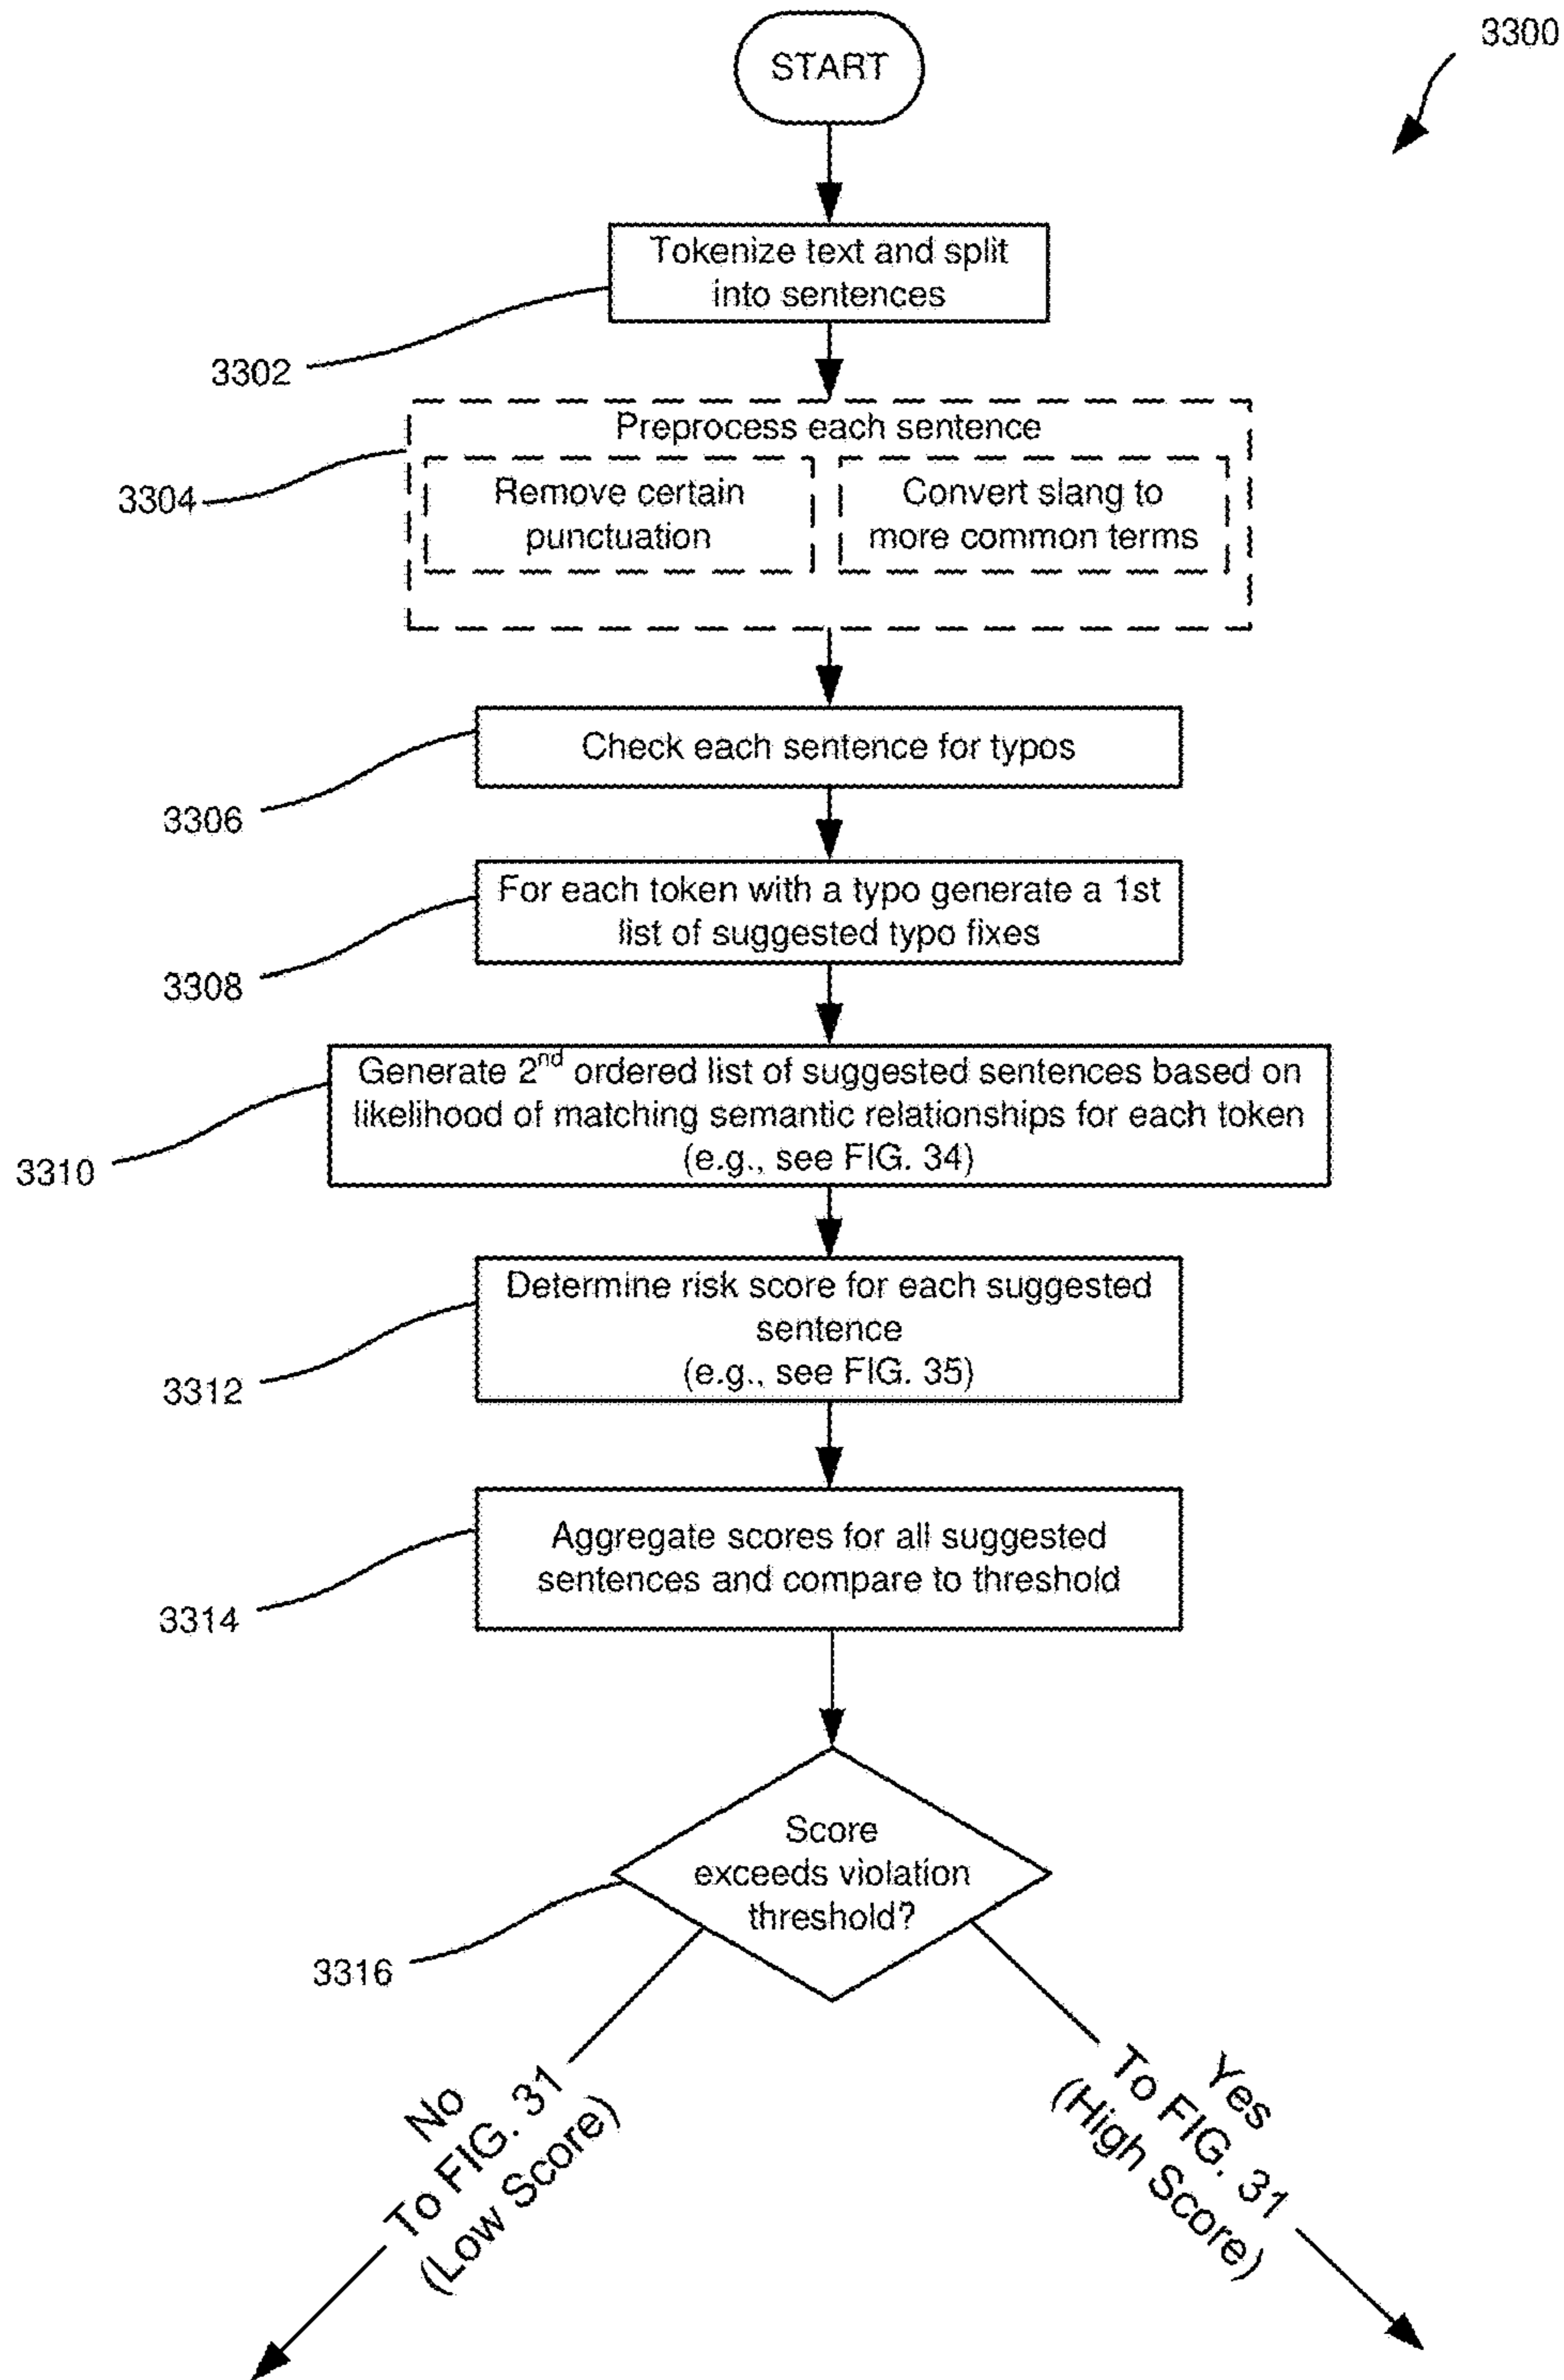 3300
START
Tokenize text and split
into sentences
3302
Preprocess each sentence
3304
Remove certain
punctuation
Convert slang to
more common terms
Check each sentence for typos
3306
For each token with a typo generate a 1st
list of suggested typo fixes
3308
Generate 2nd ordered list of suggested sentences based on
likelihood of matching semantic relationships for each token
(e.g., see FIG. 34)
3310
Determine risk score for each suggested
sentence
(e.g., see FIG. 35)
3312
Aggregate scores for all suggested
sentences and compare to threshold
3314
Score
exceeds violation
threshold?
3316
No
To FIG. 31
(Low Score)
Yes
To FIG. 31
(High Score)